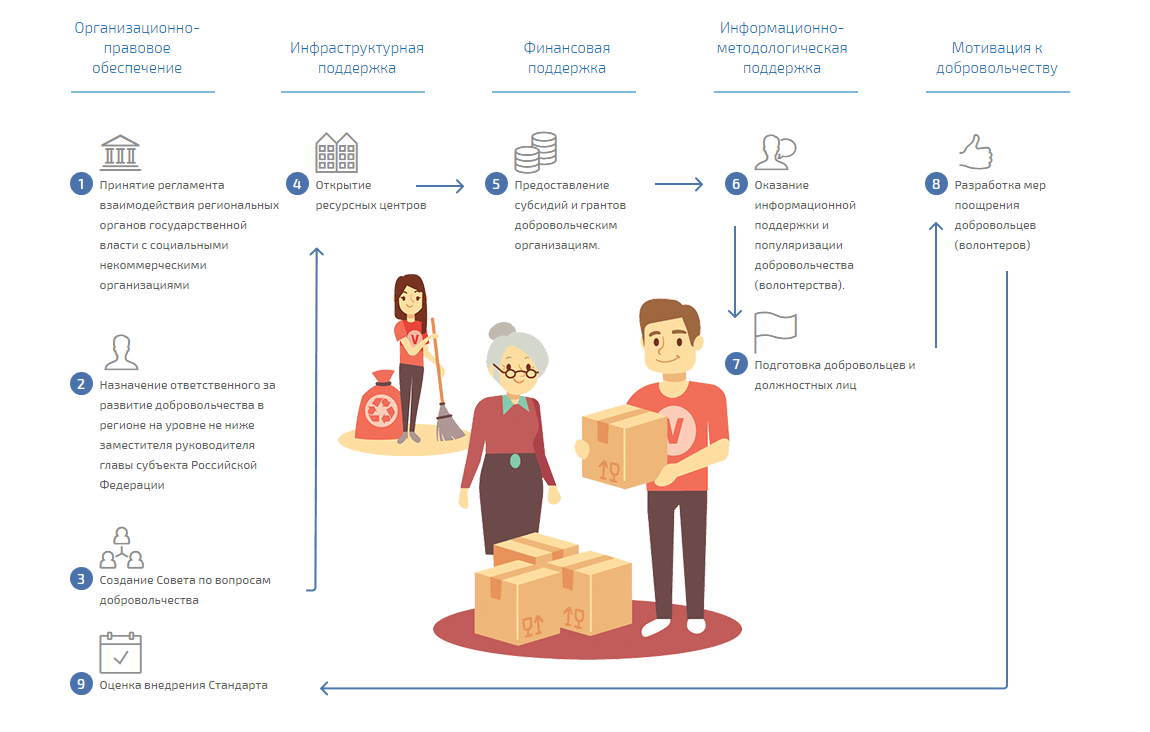 Организационно-
правовое
обеспечение
Инфраструктурная
поддержка
Финансовая
поддержка
Информационно-
методологическая
поддержка
Мотивация к
добровольчеству
1 Принятие регламента
взаимодействия региональных
органов государственной
власти с социальными
некоммерческими
организациями
2 Назначение ответственного за
развитие добровольчества в
регионе на уровне не ниже
заместителя руководителя
главы субъекта Российской
Федерации
3 Создание Совета по вопросам
добровольчества
4 Открытие
ресурсных центров
5 Предоставление
субсидий и грантов
добровольческим
организациям.
6 Оказание
информационной
поддержки и
популяризации
добровольчества
(волонтерства).
7 Подготовка добровольцев и
должностных лиц
8 Разработка мер
поощрения
добровольцев
(волонтеров)
9 Оценка внедрения Стандарта
V
V